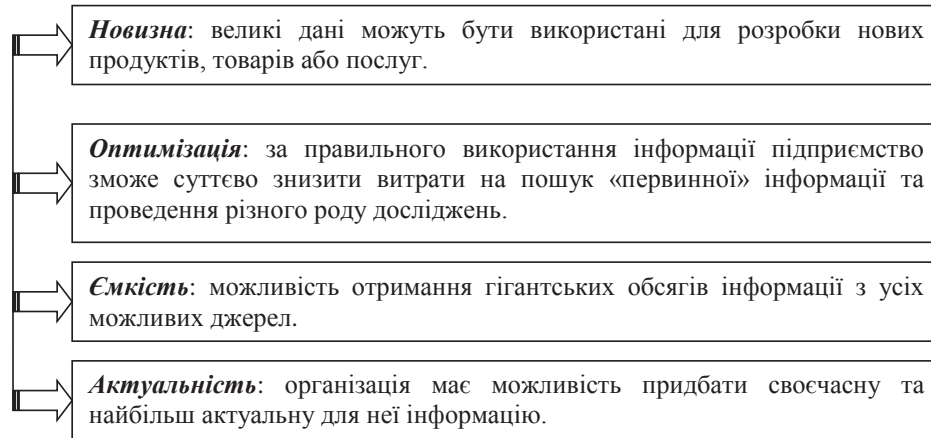 Новизна: великі дані можуть бути використані для розробки нових
продуктів, товарів або послуг.
Оптимізація: за правильного використання інформації підприємство
зможе суттєво знизити витрати на пошук «первинної» інформації та
проведення різного роду досліджень.
Ємкість: можливість отримання гігантських обсягів інформації з усіх
можливих джерел.
Актуальність: організація має можливість придбати своєчасну та
найбільш актуальну для неї інформацію.